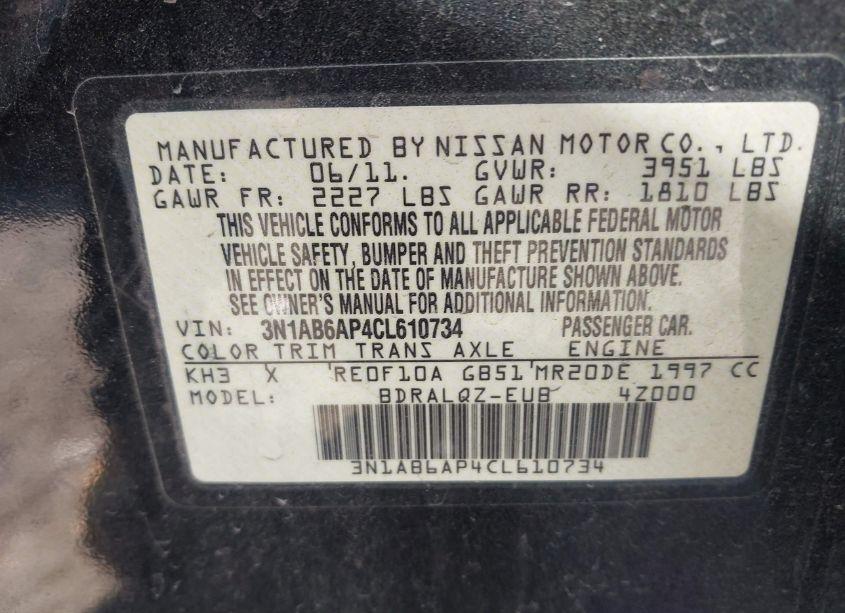 MANUFACTURED BY NISSAN MOTOR CO., LTD.
DATE: 06/11. GVWR: 3951 LBS
GAWR FR: 2227 LBS GAWR RR: 1810 LBS
THIS VEHICLE CONFORMS TO ALL APPLICABLE FEDERAL MOTOR
VEHICLE SAFETY, BUMPER AND THEFT PREVENTION STANDARDS
IN EFFECT ON THE DATE OF MANUFACTURE SHOWN ABOVE.
SEE OWNER'S MANUAL FOR ADDITIONAL INFORMATION.
VIN: 3N1AB6AP4CL610734 PASSENGER CAR.
COLOR TRIM TRANS AXLE ENGINE
KH3 X RE0F10A GB51 MR20DE 1997 CC
MODEL: BDRALQZ-EUB 4Z000
3N1AB6AP4CL610734